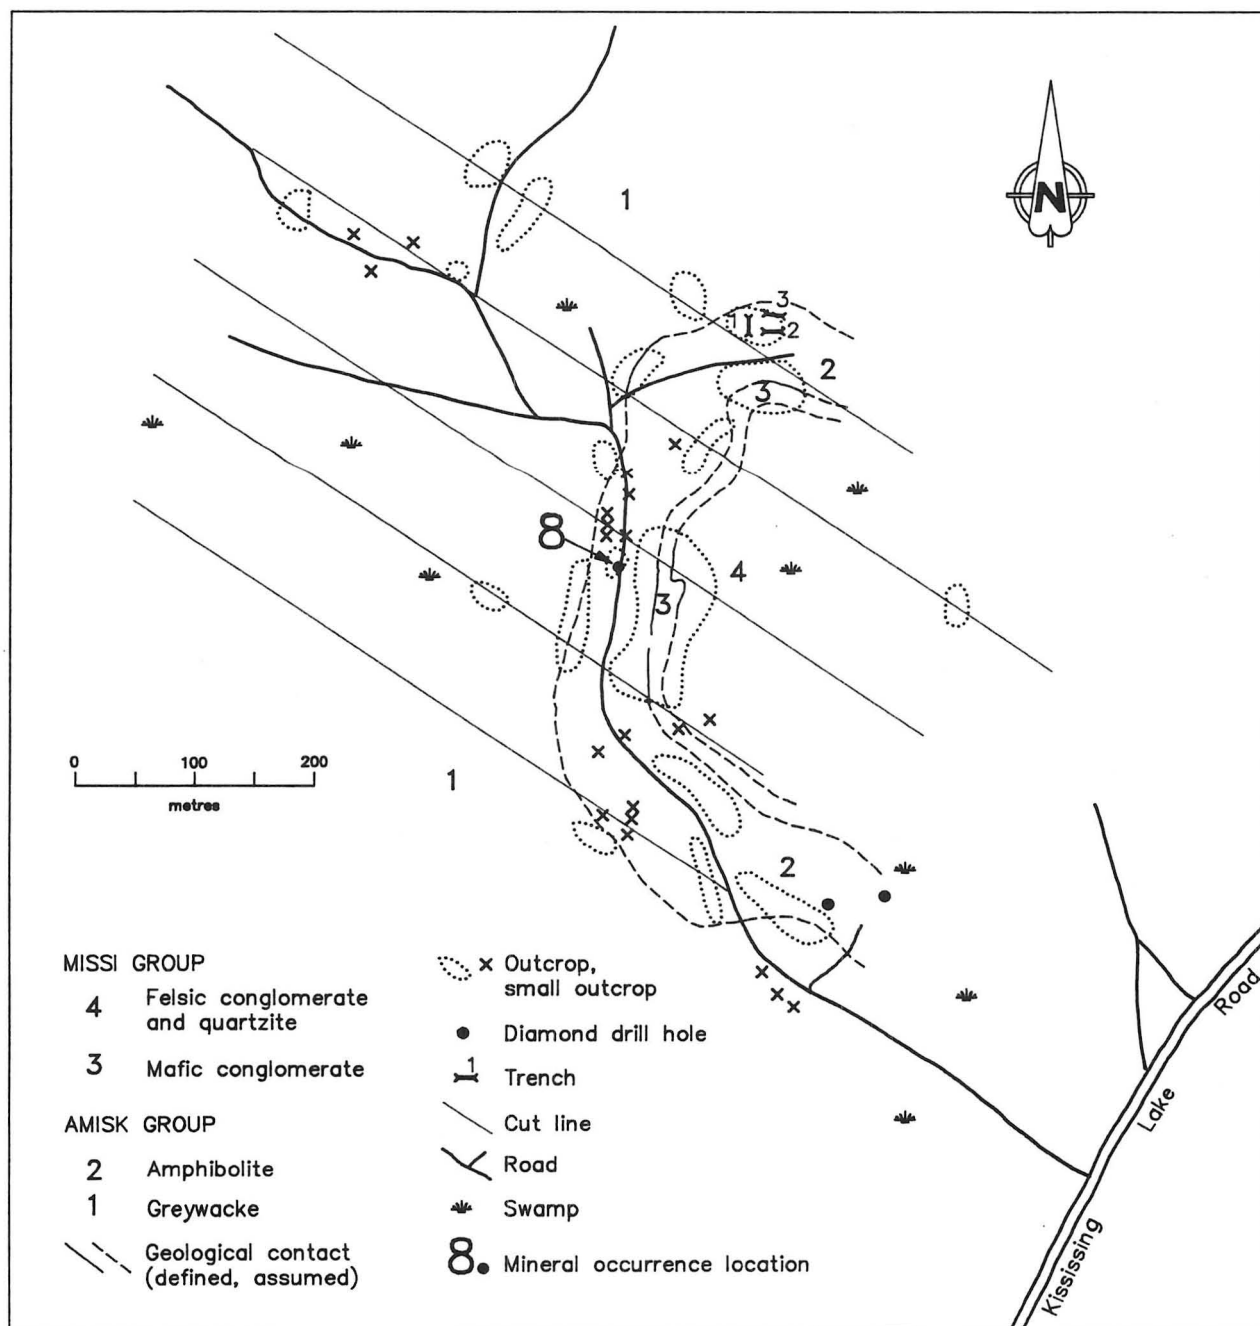 N
1
3
1
2
2
3
8
4
3
0 100 200
metres
1
2
MISSI GROUP
4 Felsic conglomerate
and quartzite
3 Mafic conglomerate
AMISK GROUP
2 Amphibolite
1 Greywacke
Geological contact
(defined, assumed)
Outcrop,
small outcrop
Diamond drill hole
1 Trench
Cut line
Road
Swamp
8 Mineral occurrence location
Kississing Lake Road